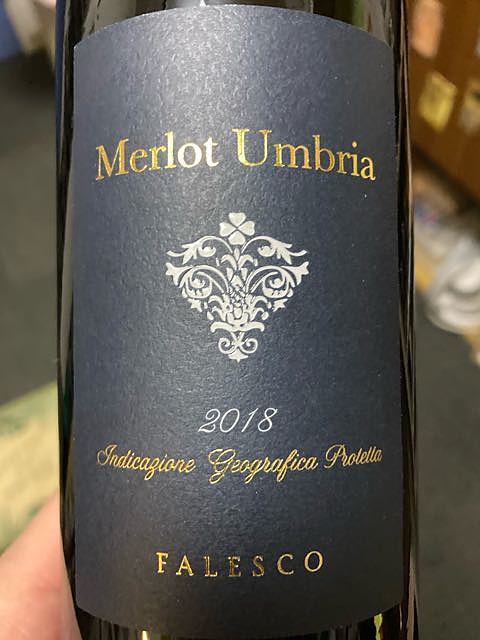 Merlot Umbria
2018
Indicazione Geografica Protetta
FALESCO